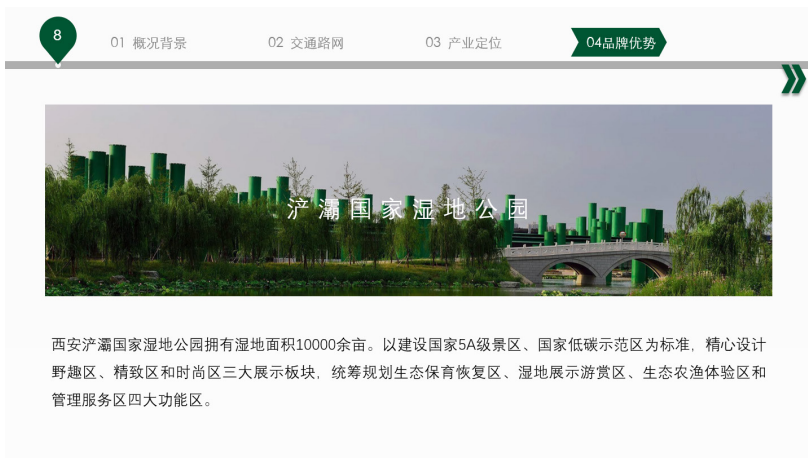 8
01 概况背景
02 交通路网
03 产业定位
04品牌优势
浐灞国家湿地公园
西安浐灞国家湿地公园拥有湿地面积10000余亩。以建设国家5A级景区、国家低碳示范区为标准，精心设计
野趣区、精致区和时尚区三大展示板块，统筹规划生态保育恢复区、湿地展示游赏区、生态农渔体验区和
管理服务区四大功能区。